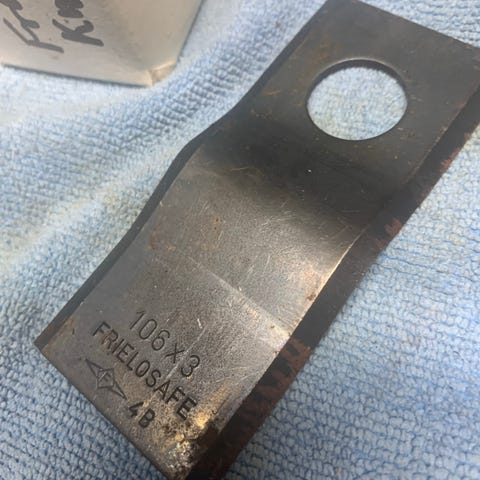 106 x 3
FRIELOSAFE
4B